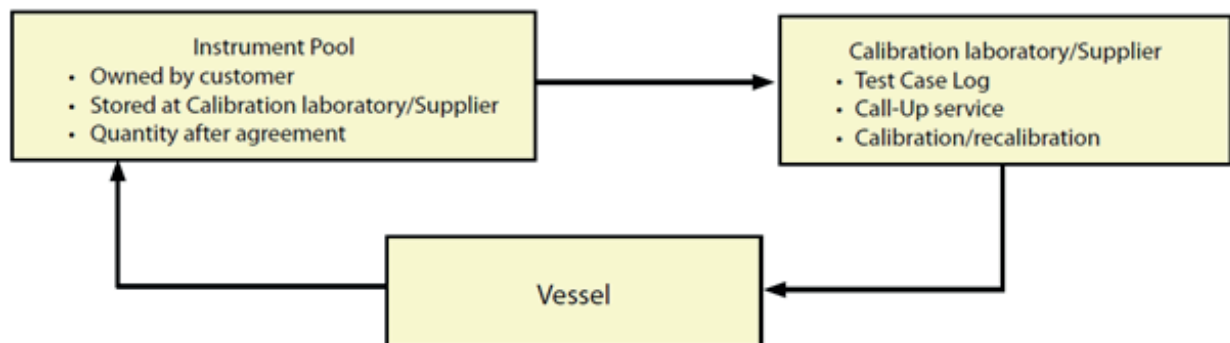 Instrument Pool
• Owned by customer
• Stored at Calibration laboratory/Supplier
• Quantity after agreement
Calibration laboratory/Supplier
• Test Case Log
• Call-Up service
• Calibration/recalibration
Vessel